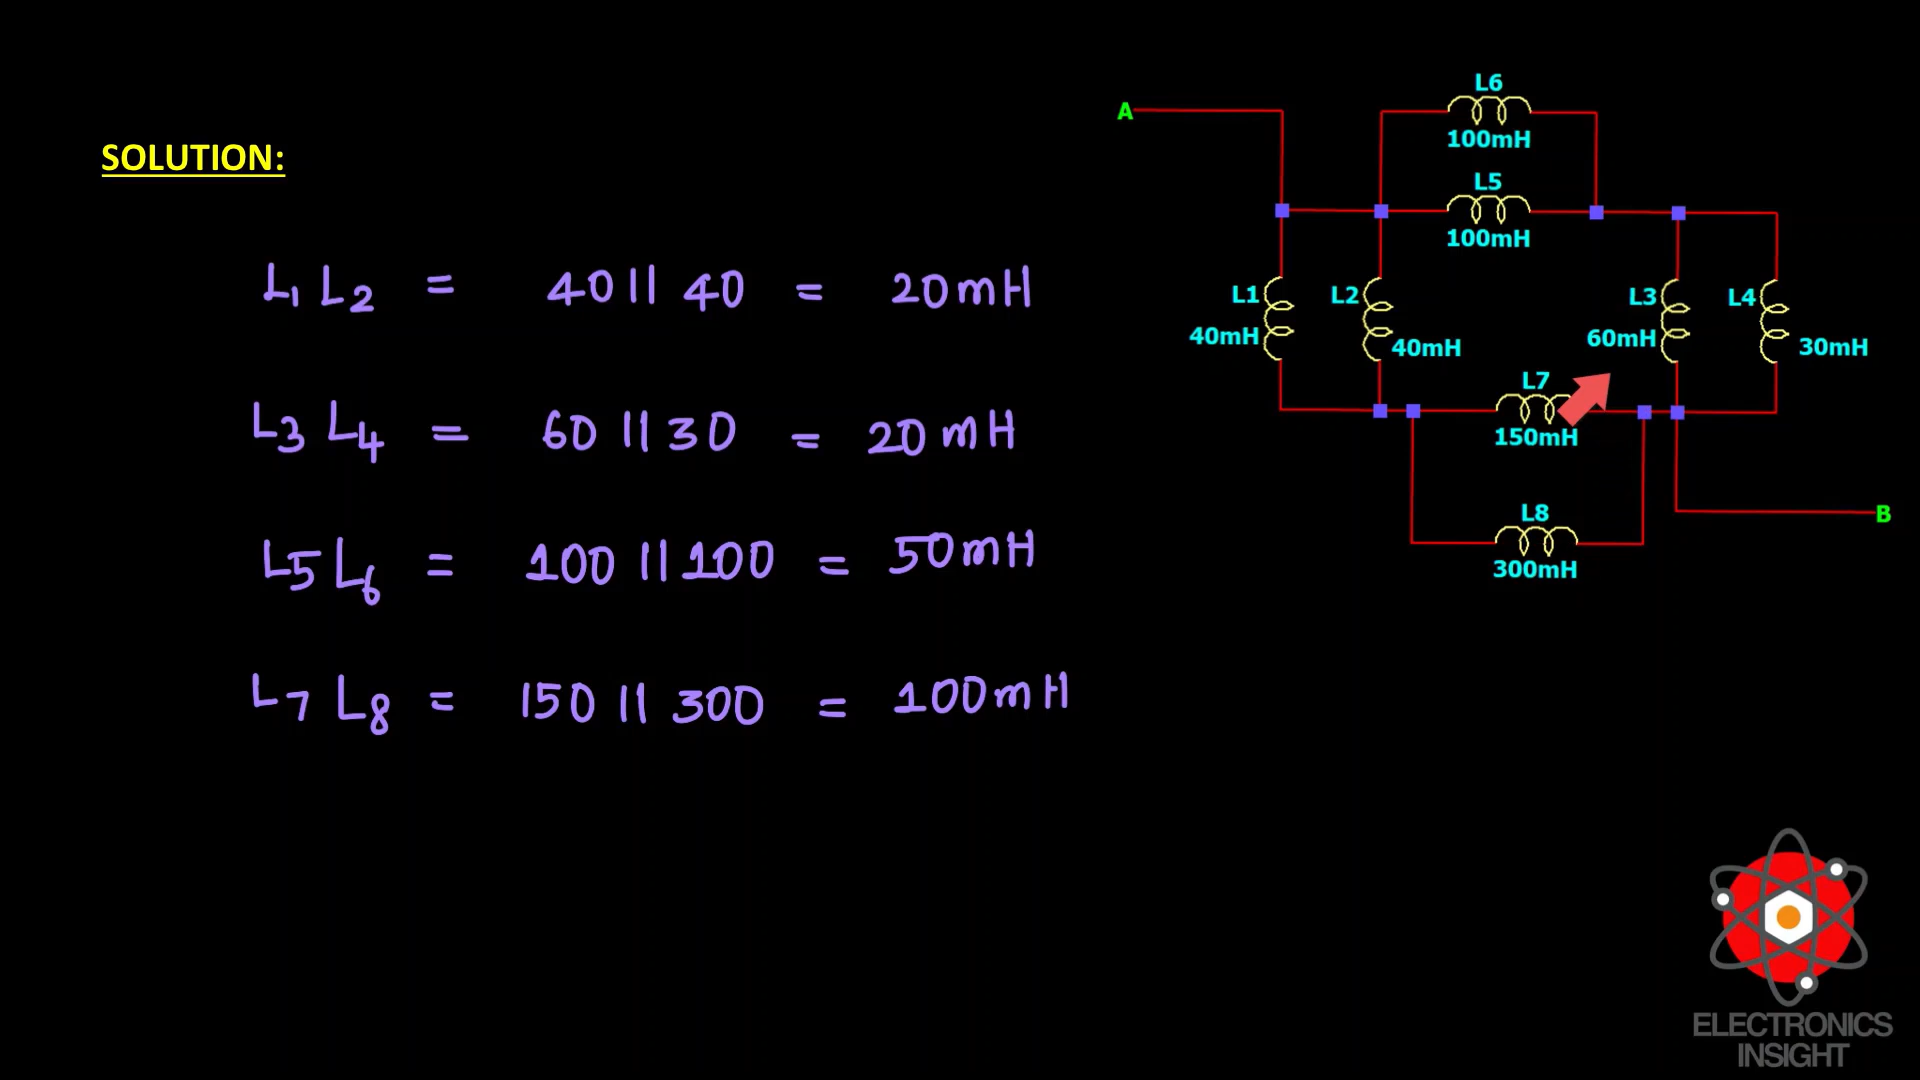 SOLUTION:
L1 L2 = 40 || 40 = 20mH
L3 L4 = 60 || 30 = 20 mH
L5 L6 = 100 || 100 = 50mH
L7 L8 = 150 || 300 = 100mH
A
L6
100mH
L5
100mH
L1
40mH
L2
40mH
L3
60mH
L4
30mH
L7
150mH
L8
300mH
B
ELECTRONICS
INSIGHT